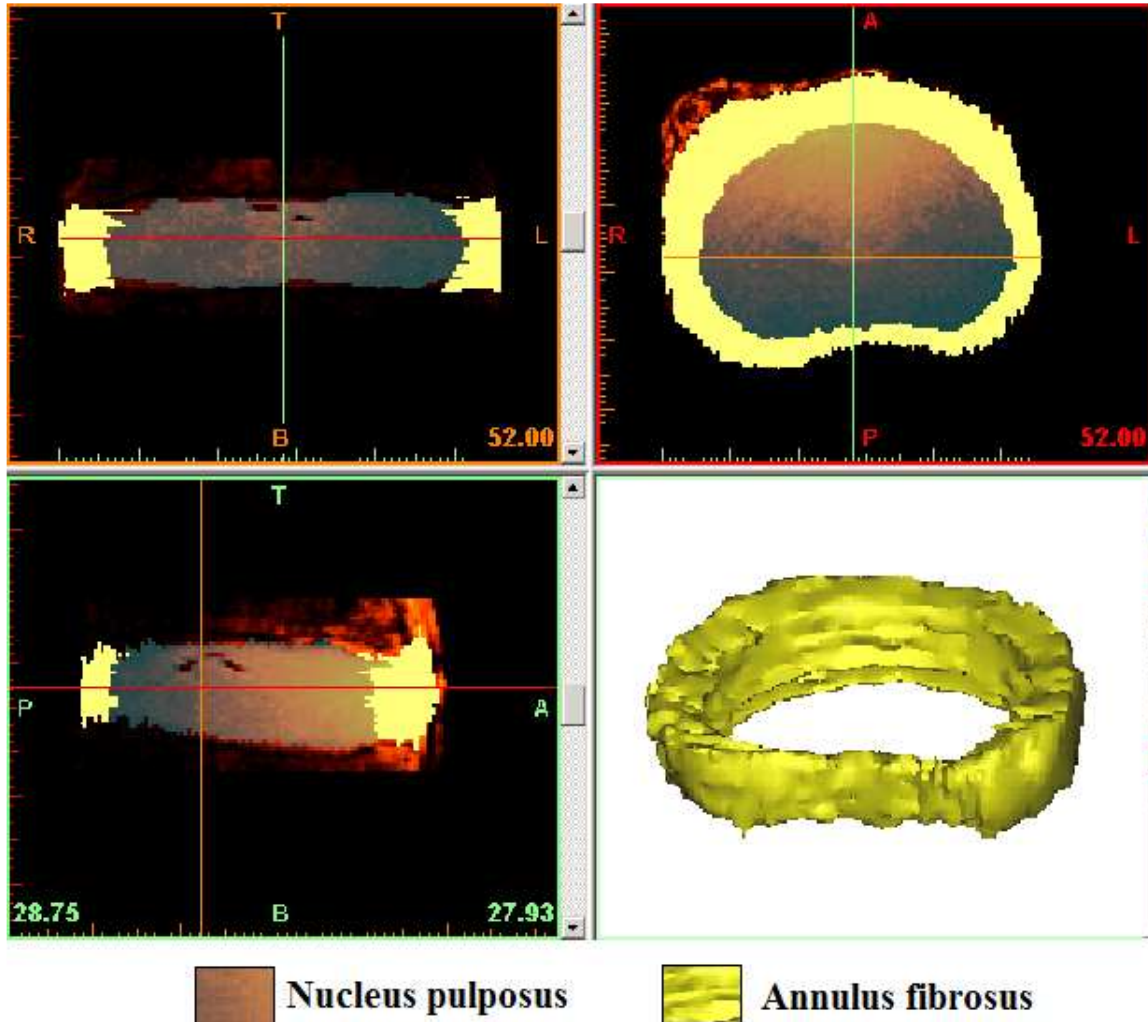 T
R L
B 52.00
A
R L
P 52.00
T
P A
28.75 B 27.93
Nucleus pulposus Annulus fibrosus